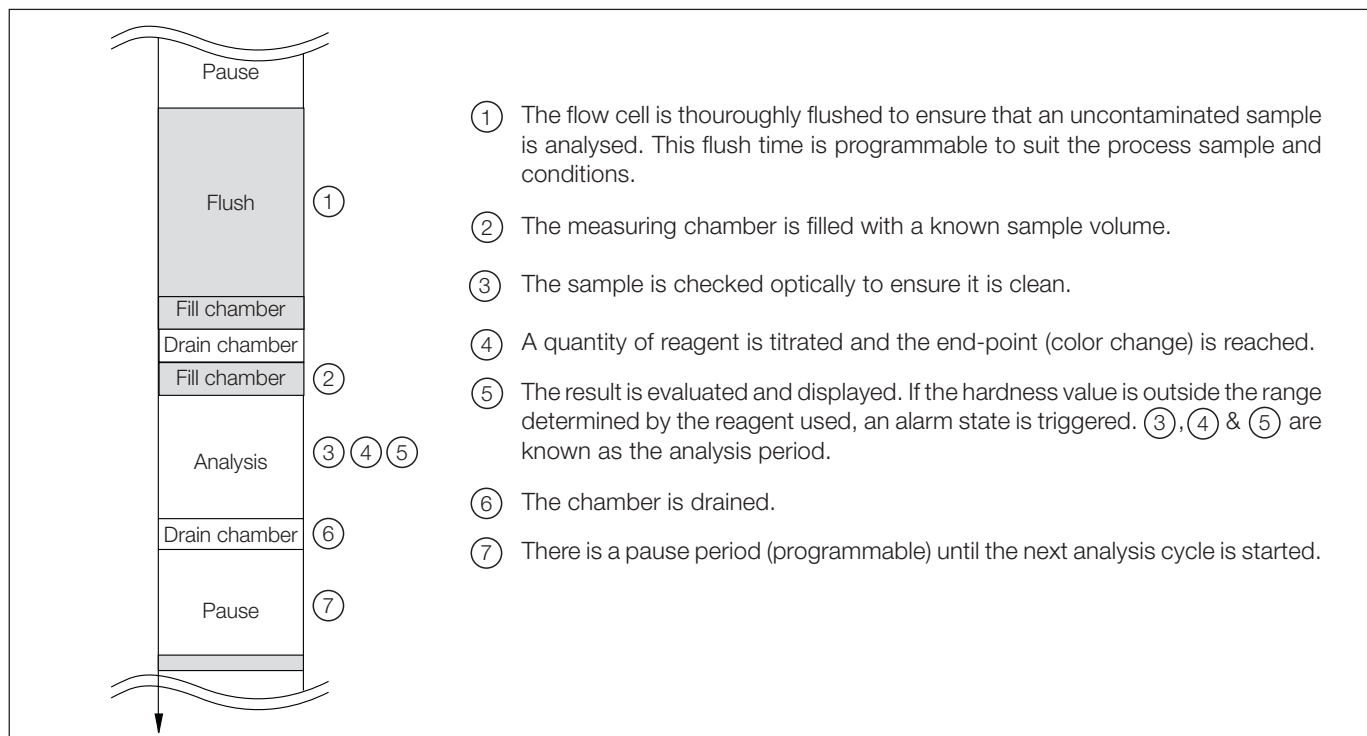 Pause
Flush
①
Fill chamber
Drain chamber
Fill chamber
②
Analysis
③ ④ ⑤
Drain chamber
⑥
Pause
⑦
① The flow cell is thouroughly flushed to ensure that an uncontaminated sample
is analysed. This flush time is programmable to suit the process sample and
conditions.
② The measuring chamber is filled with a known sample volume.
③ The sample is checked optically to ensure it is clean.
④ A quantity of reagent is titrated and the end-point (color change) is reached.
⑤ The result is evaluated and displayed. If the hardness value is outside the range
determined by the reagent used, an alarm state is triggered. ③, ④ & ⑤ are
known as the analysis period.
⑥ The chamber is drained.
⑦ There is a pause period (programmable) until the next analysis cycle is started.